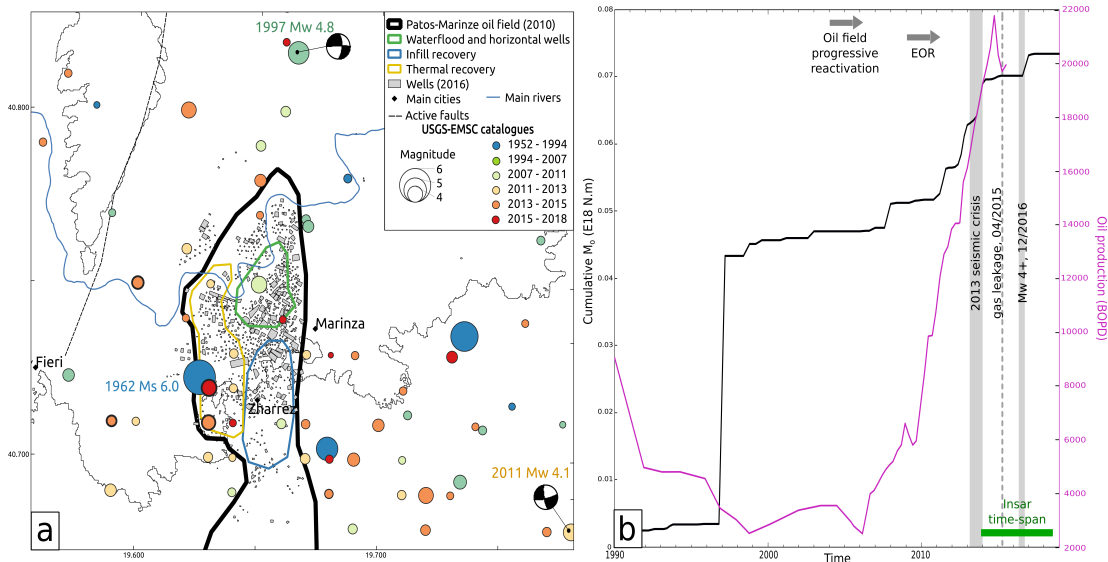 1997 Mw 4.8
Patos-Marinze oil field (2010)
Waterflood and horizontal wells
Infill recovery
Thermal recovery
Wells (2016)
Main cities
Main rivers
Active faults
USGS-EMSC catalogues
Magnitude
6
5
4
1952 - 1994
1994 - 2007
2007 - 2011
2011 - 2013
2013 - 2015
2015 - 2018
40.800
40.700
Marinza
Fieri
1962 Ms 6.0
Zharrez
2011 Mw 4.1
a
19.600
19.700
0.08
0.07
0.06
0.05
0.04
0.03
0.02
0.01
0
Cumulative M₀ (E18 N.m)
Oil field
progressive
reactivation
EOR
2013 seismic crisis
gas leakage, 04/2015
Mw 4+, 12/2016
Insar
time-span
b
1990
2000
2010
Time
22000
20000
18000
16000
14000
12000
10000
8000
6000
4000
2000
Oil production (BOPD)